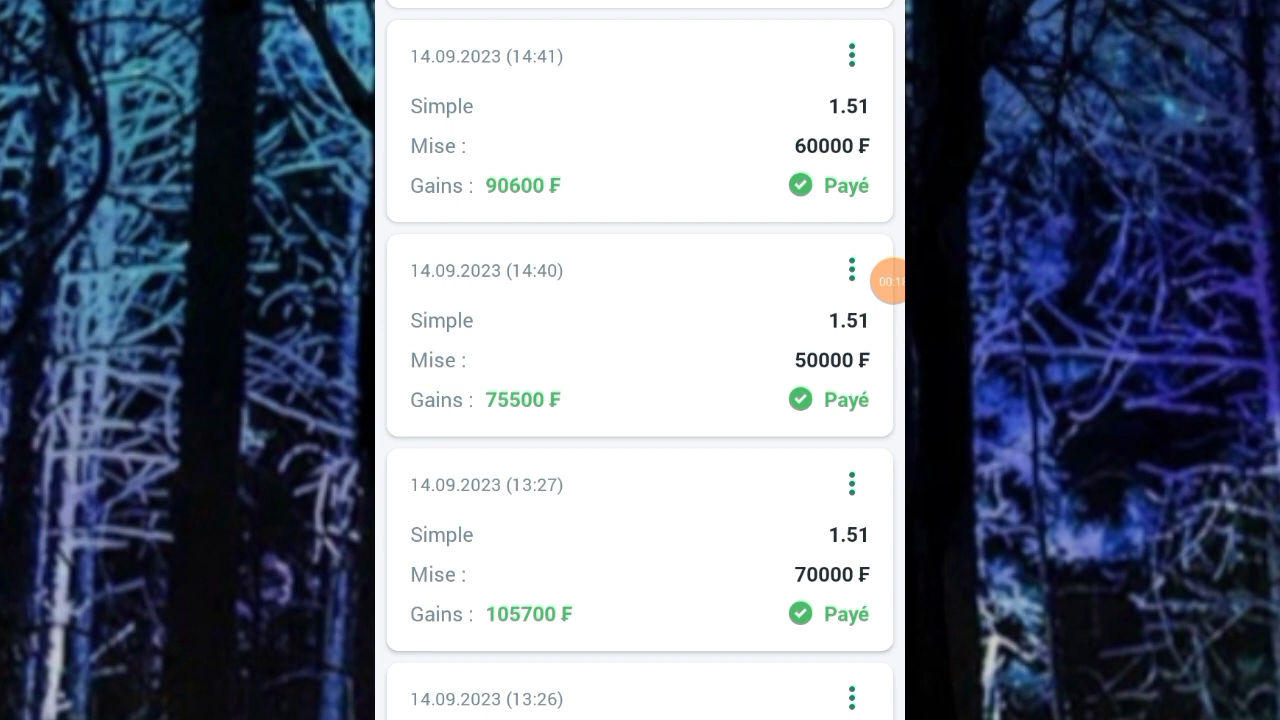 14.09.2023 (14:41)
Simple 1.51
Mise : 60000 ₣
Gains : 90600 ₣ Payé
14.09.2023 (14:40)
Simple 1.51
Mise : 50000 ₣
Gains : 75500 ₣ Payé
14.09.2023 (13:27)
Simple 1.51
Mise : 70000 ₣
Gains : 105700 ₣ Payé
14.09.2023 (13:26)